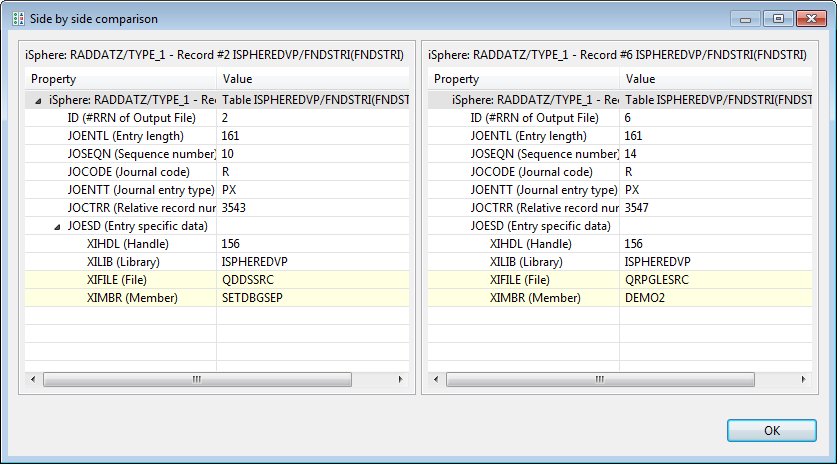 Side by side comparison
iSphere: RADDATZ/TYPE_1 - Record #2 ISPHEREDVP/FNDSTRI(FNDSTRI)
Property Value
iSphere: RADDATZ/TYPE_1 - Rec Table ISPHEREDVP/FNDSTRI(FNDST
ID (#RRN of Output File) 2
JOENTL (Entry length) 161
JOSEQN (Sequence number) 10
JOCODE (Journal code) R
JOENTT (Journal entry type) PX
JOCTRR (Relative record nur 3543
JOESD (Entry specific data)
XIHDL (Handle) 156
XILIB (Library) ISPHEREDVP
XIFILE (File) QDDSSRC
XIMBR (Member) SETDBGSEP
iSphere: RADDATZ/TYPE_1 - Record #6 ISPHEREDVP/FNDSTRI(FNDSTRI)
Property Value
iSphere: RADDATZ/TYPE_1 - Rec Table ISPHEREDVP/FNDSTRI(FNDST
ID (#RRN of Output File) 6
JOENTL (Entry length) 161
JOSEQN (Sequence number) 14
JOCODE (Journal code) R
JOENTT (Journal entry type) PX
JOCTRR (Relative record nur 3547
JOESD (Entry specific data)
XIHDL (Handle) 156
XILIB (Library) ISPHEREDVP
XIFILE (File) QRPGLESRC
XIMBR (Member) DEMO2
OK